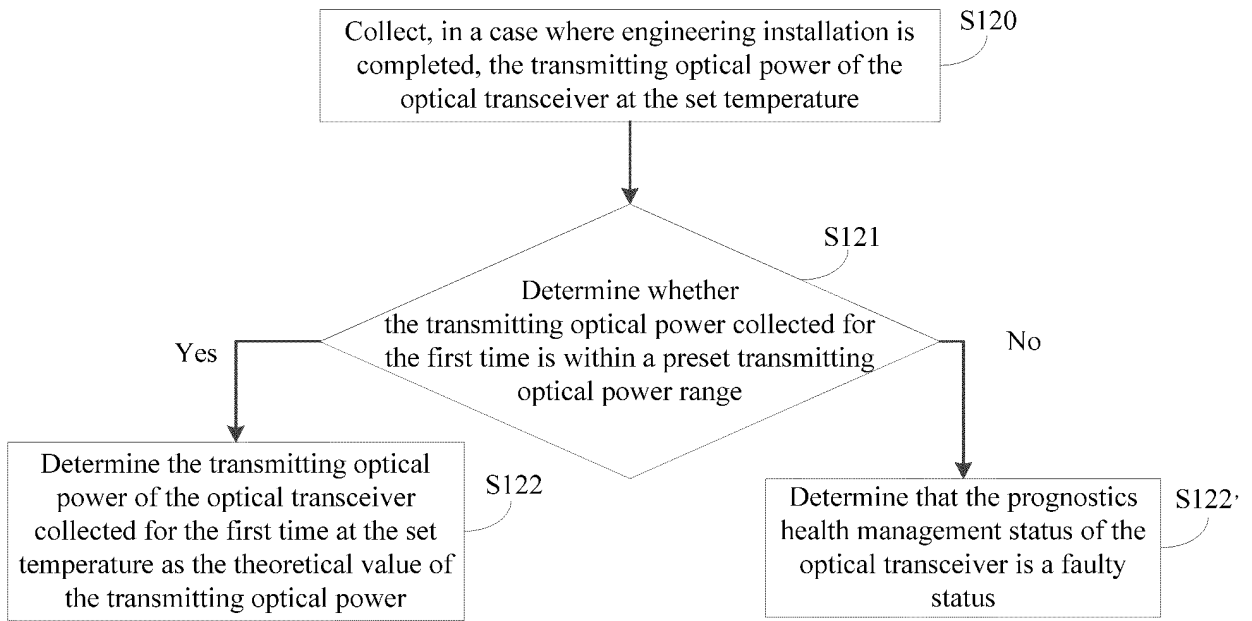 Collect, in a case where engineering installation is
completed, the transmitting optical power of the
optical transceiver at the set temperature
S120
S121
Determine whether
the transmitting optical power collected for
the first time is within a preset transmitting
optical power range
Yes
No
Determine the transmitting optical
power of the optical transceiver
collected for the first time at the set
temperature as the theoretical value of
the transmitting optical power
S122
Determine that the prognostics
health management status of the
optical transceiver is a faulty
status
S122’